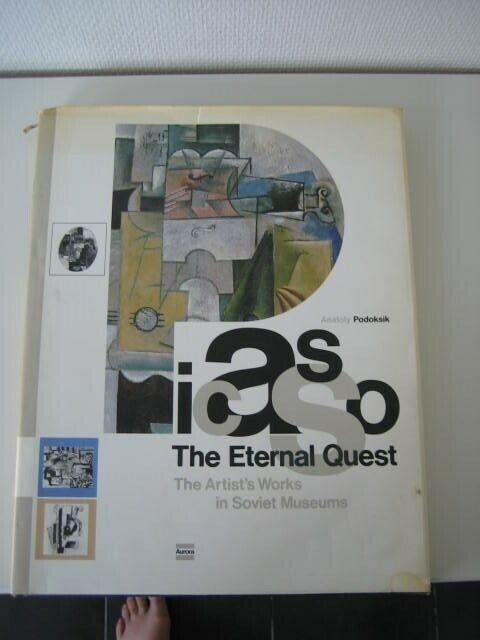 Anatoly Podoksik
Picasso
The Eternal Quest
The Artist's Works
in Soviet Museums
Aurora